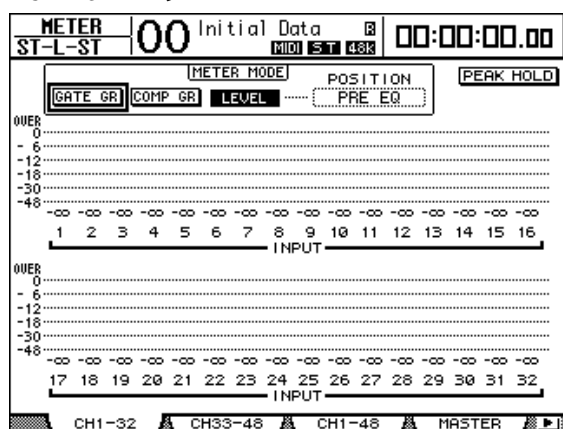 METER
ST-L-ST
00
Initial Data R
MIDI ST 48K
00:00:00.00
METER MODE
POSITION
PEAK HOLD
GATE GR COMP GR LEVEL PRE EQ
OVER
0
- 6
-12
-18
-30
-48
-∞ -∞ -∞ -∞ -∞ -∞ -∞ -∞ -∞ -∞ -∞ -∞ -∞ -∞ -∞ -∞
1 2 3 4 5 6 7 8 9 10 11 12 13 14 15 16
INPUT
OVER
0
- 6
-12
-18
-30
-48
-∞ -∞ -∞ -∞ -∞ -∞ -∞ -∞ -∞ -∞ -∞ -∞ -∞ -∞ -∞ -∞
17 18 19 20 21 22 23 24 25 26 27 28 29 30 31 32
INPUT
CH1-32 CH33-48 CH1-48 MASTER